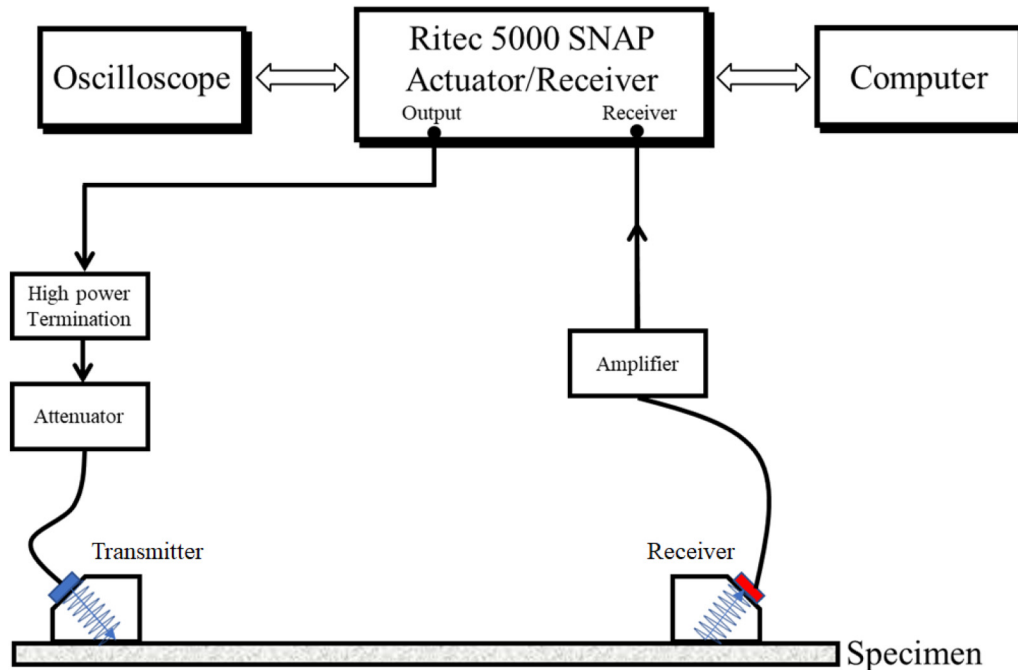 Oscilloscope
Ritec 5000 SNAP
Actuator/Receiver
Output
Receiver
Computer
High power
Termination
Attenuator
Amplifier
Transmitter
Receiver
Specimen